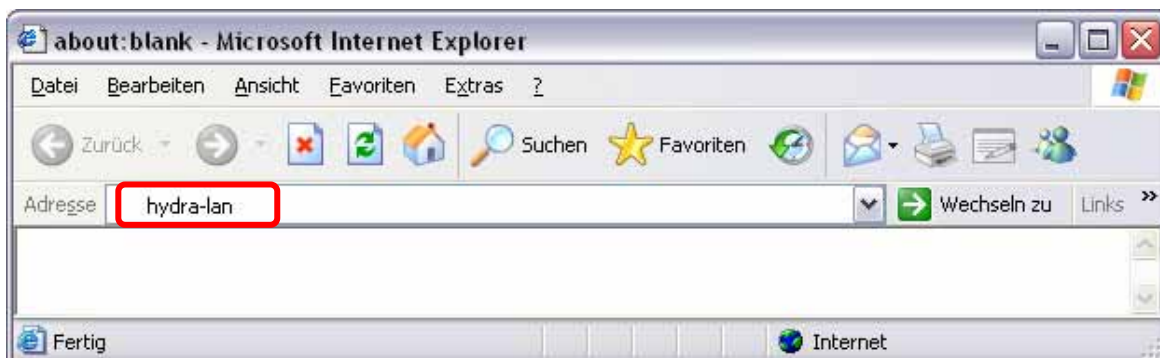 about:blank - Microsoft Internet Explorer
Datei Bearbeiten Ansicht Favoriten Extras ?
Zurück Suchen Favoriten
Adresse hydra-lan Wechseln zu Links »
Fertig Internet